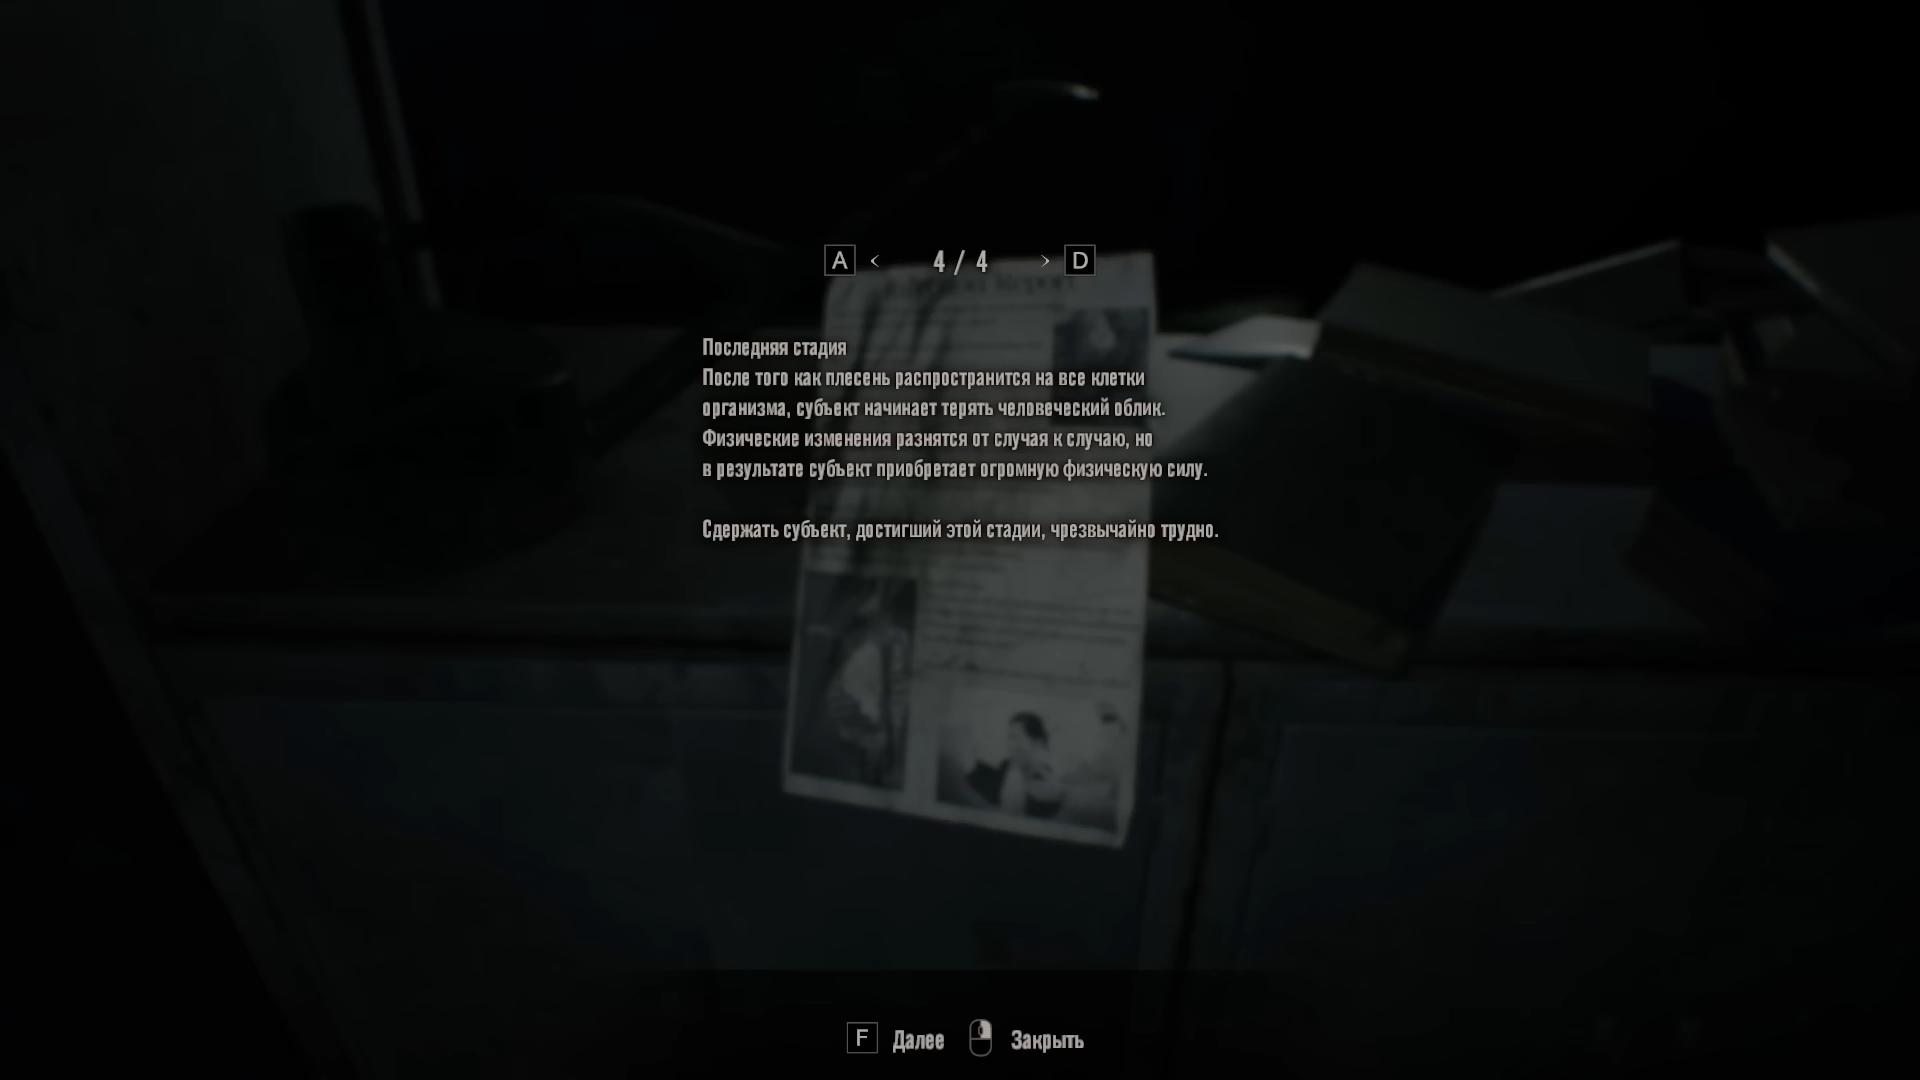 A < 4 / 4 > D
Последняя стадия
После того как плесень распространится на все клетки
организма, субъект начинает терять человеческий облик.
Физические изменения разнятся от случая к случаю, но
в результате субъект приобретает огромную физическую силу.
Сдержать субъект, достигший этой стадии, чрезвычайно трудно.
F Далее Закрыть